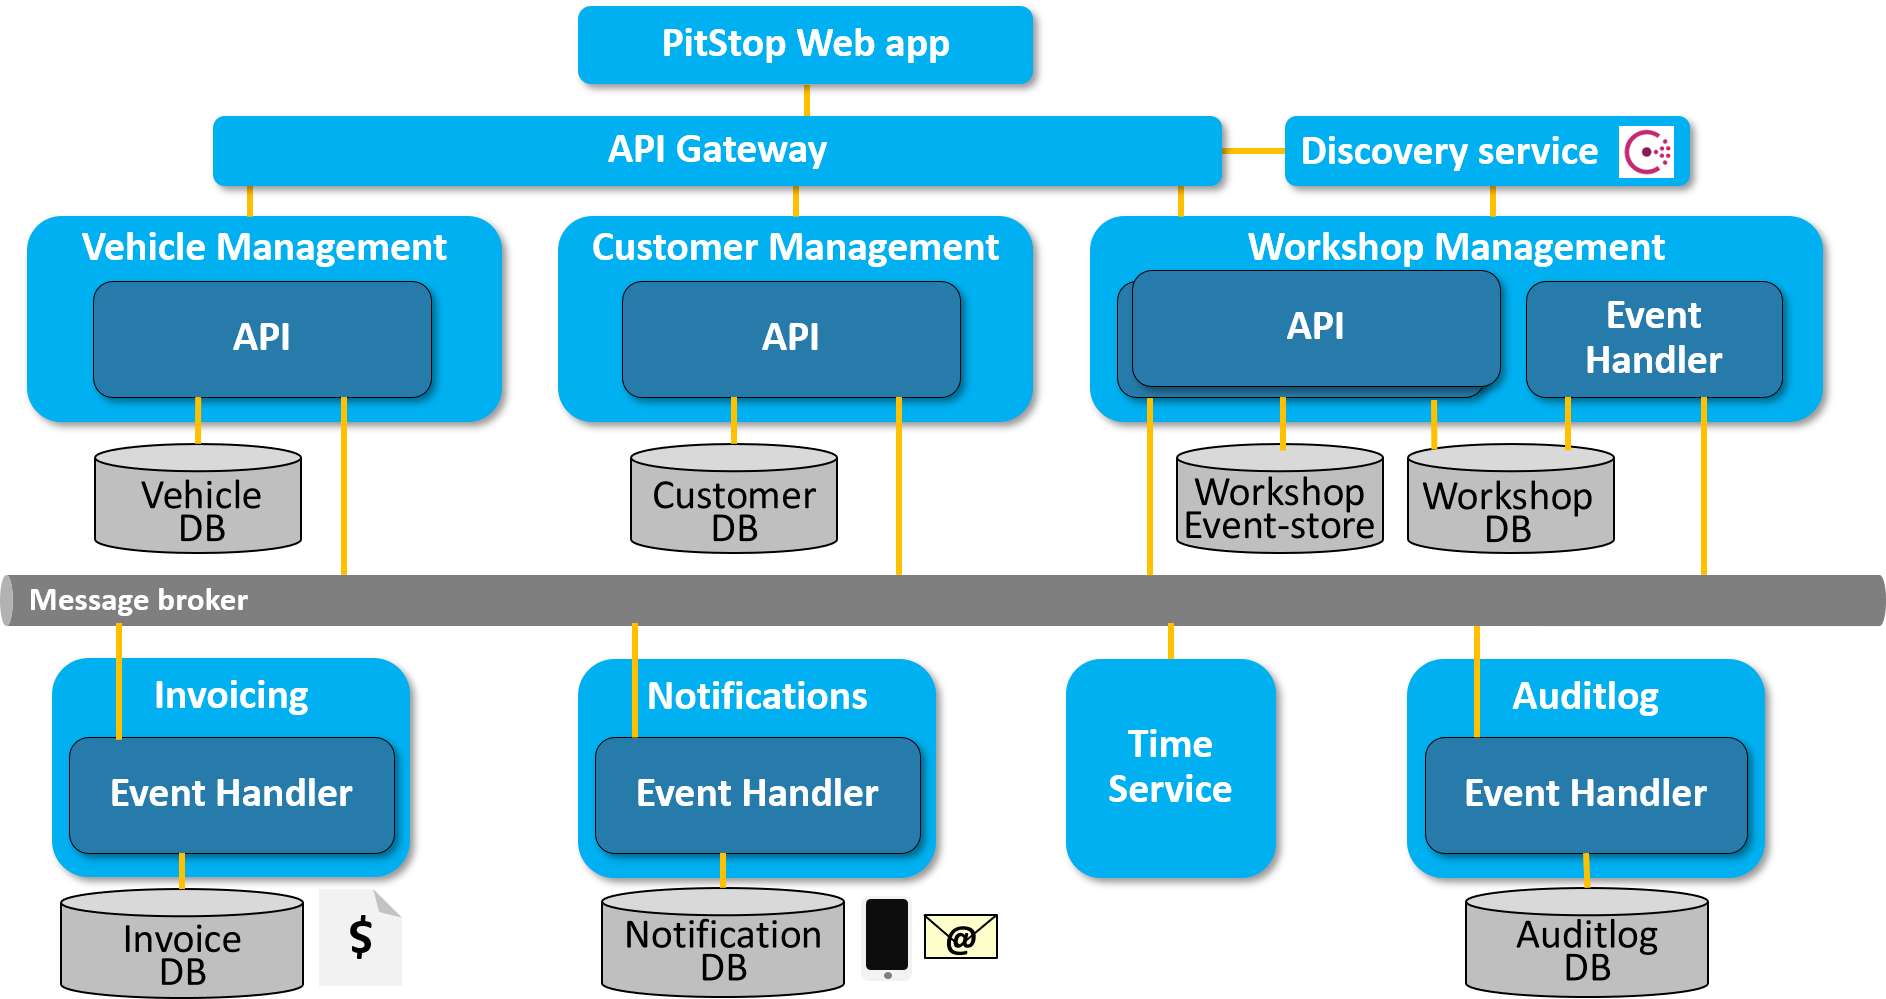 PitStop Web app
API Gateway
Discovery service
Vehicle Management
API
Customer Management
API
Workshop Management
API
Event
Handler
Vehicle
DB
Customer
DB
Workshop
Event-store
Workshop
DB
Message broker
Invoicing
Event Handler
Notifications
Event Handler
Time
Service
Auditlog
Event Handler
Invoice
DB
$
Notification
DB
@
Auditlog
DB